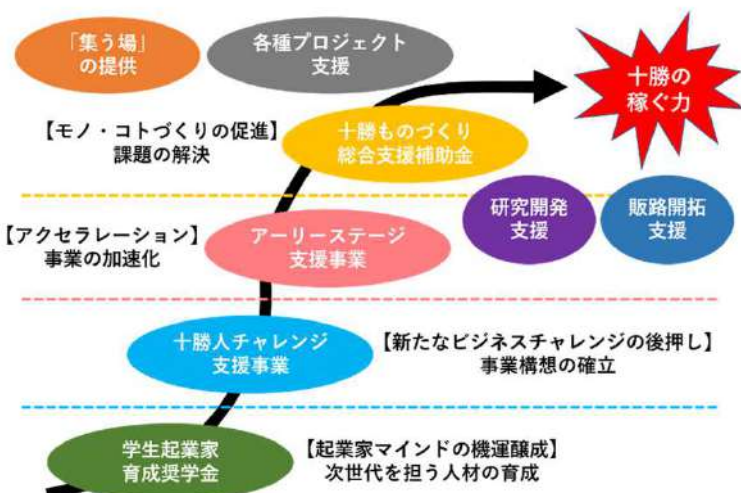 「集う場」
の提供
各種プロジェクト
支援
十勝の
稼ぐ力
【モノ・コトづくりの促進】
課題の解決
十勝ものづくり
総合支援補助金
研究開発
支援
販路開拓
支援
【アクセラレーション】
事業の加速化
アーリーステージ
支援事業
十勝人チャレンジ
支援事業
【新たなビジネスチャレンジの後押し】
事業構想の確立
学生起業家
育成奨学金
【起業家マインドの機運醸成】
次世代を担う人材の育成